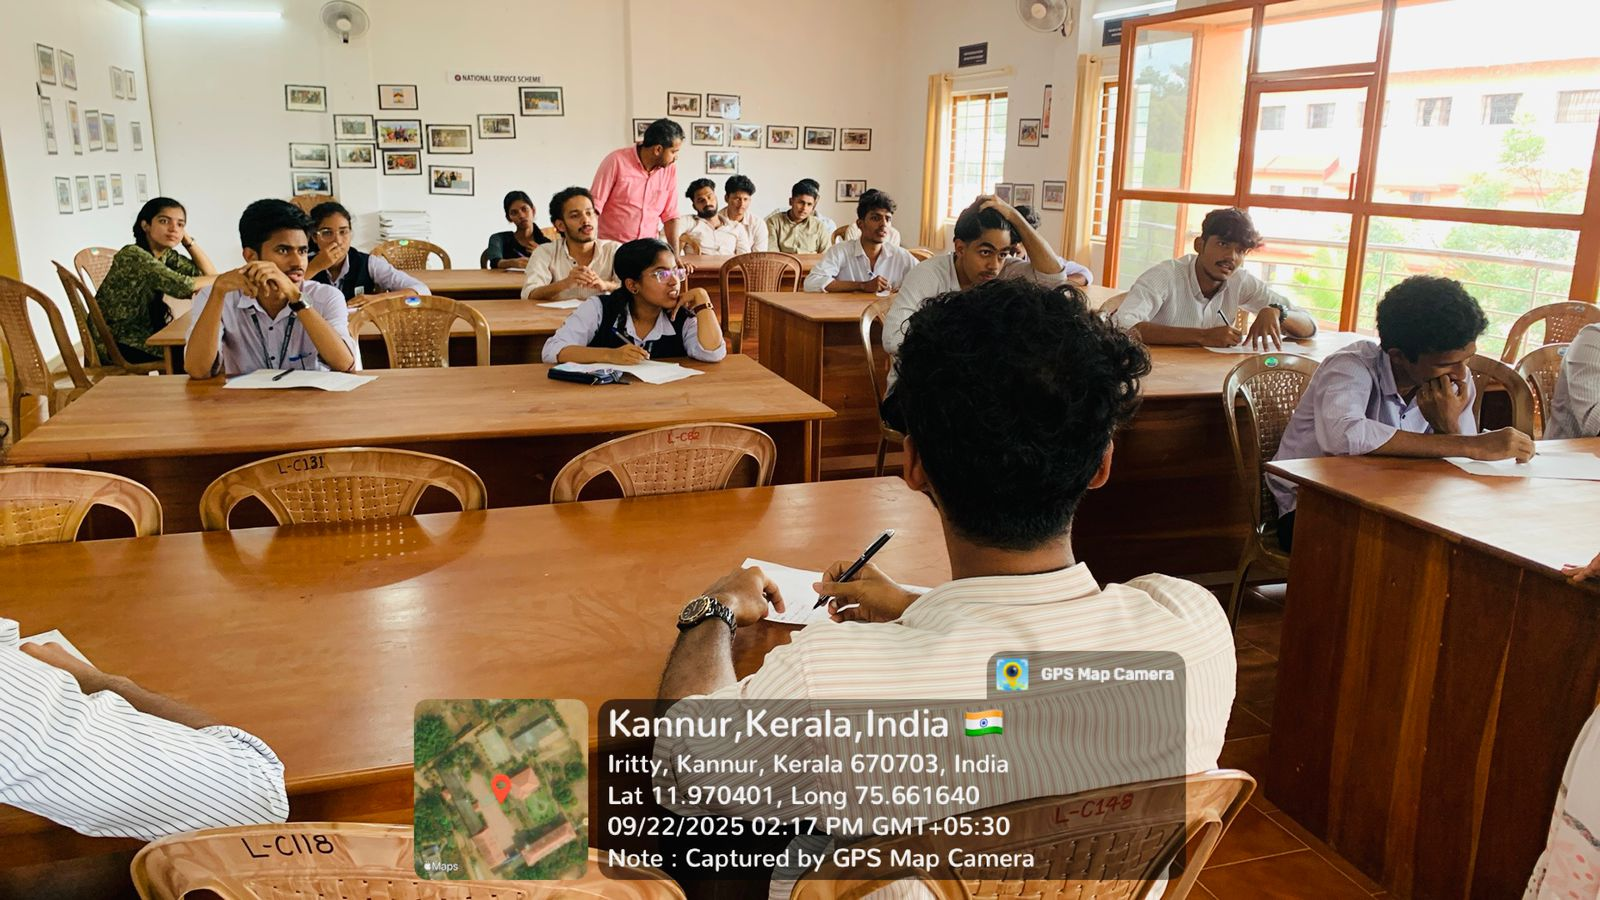 NATIONAL SERVICE SCHEME
L-C62
L-C131
GPS Map Camera
Kannur,Kerala,India
Iritty, Kannur, Kerala 670703, India
Lat 11.970401, Long 75.661640
09/22/2025 02:17 PM GMT+05:30
Note : Captured by GPS Map Camera
Maps
L-C148
L-C118